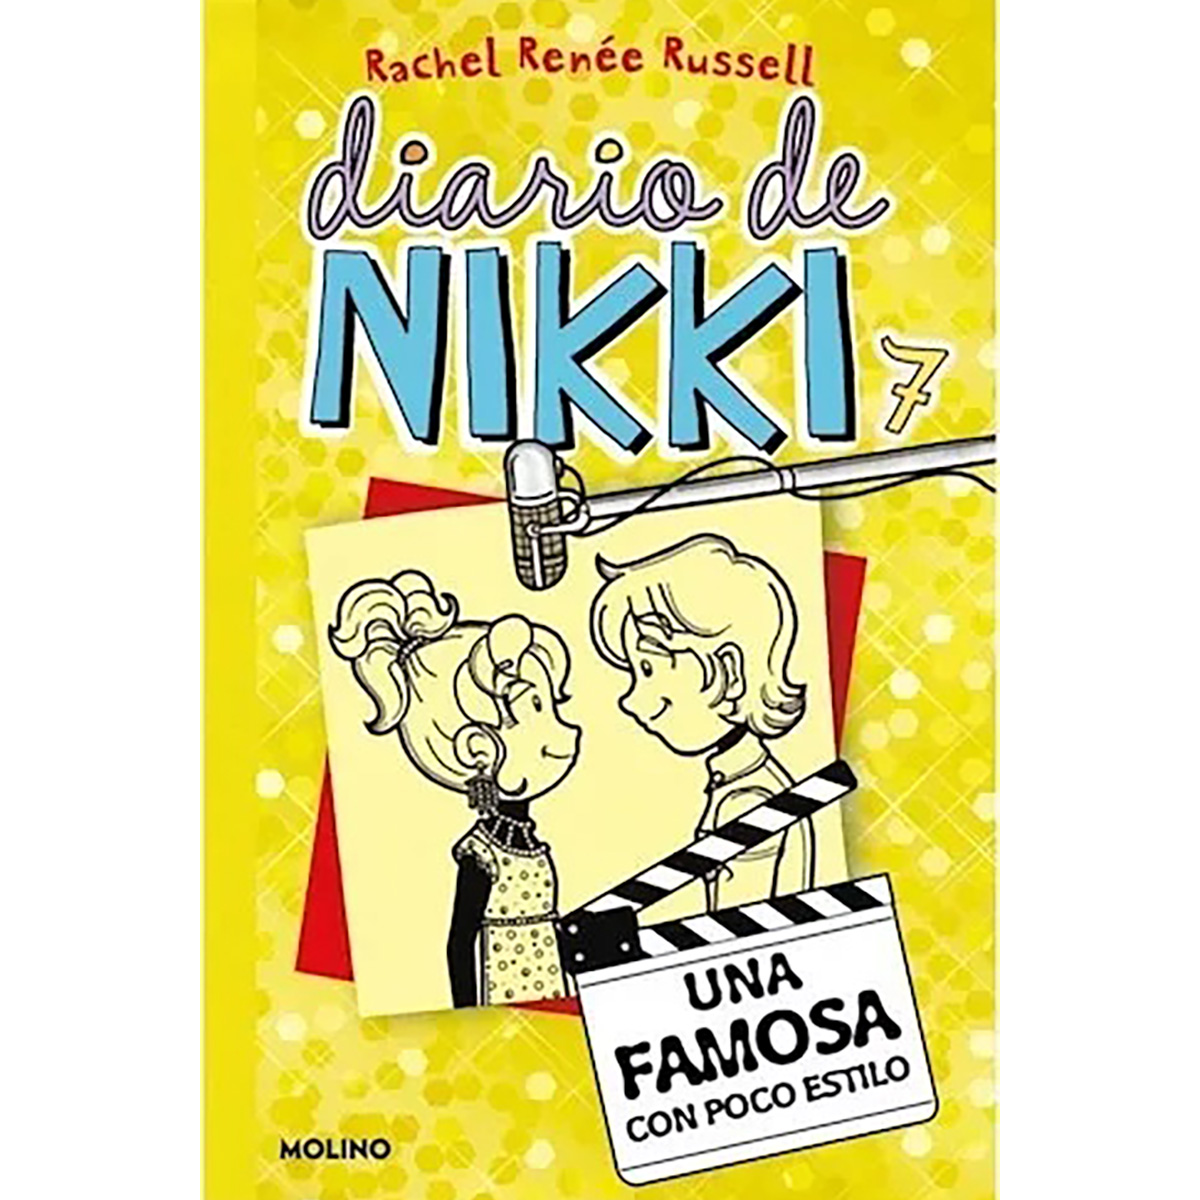 Rachel Renée Russell
diario de
NIKKI 7
UNA
FAMOSA
CON POCO ESTILO
MOLINO